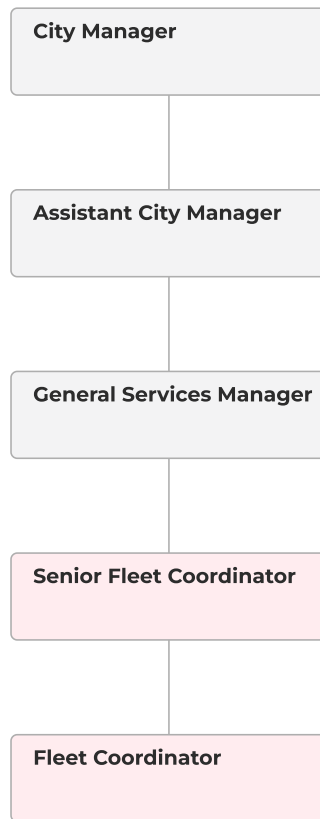 City Manager
Assistant City Manager
General Services Manager
Senior Fleet Coordinator
Fleet Coordinator